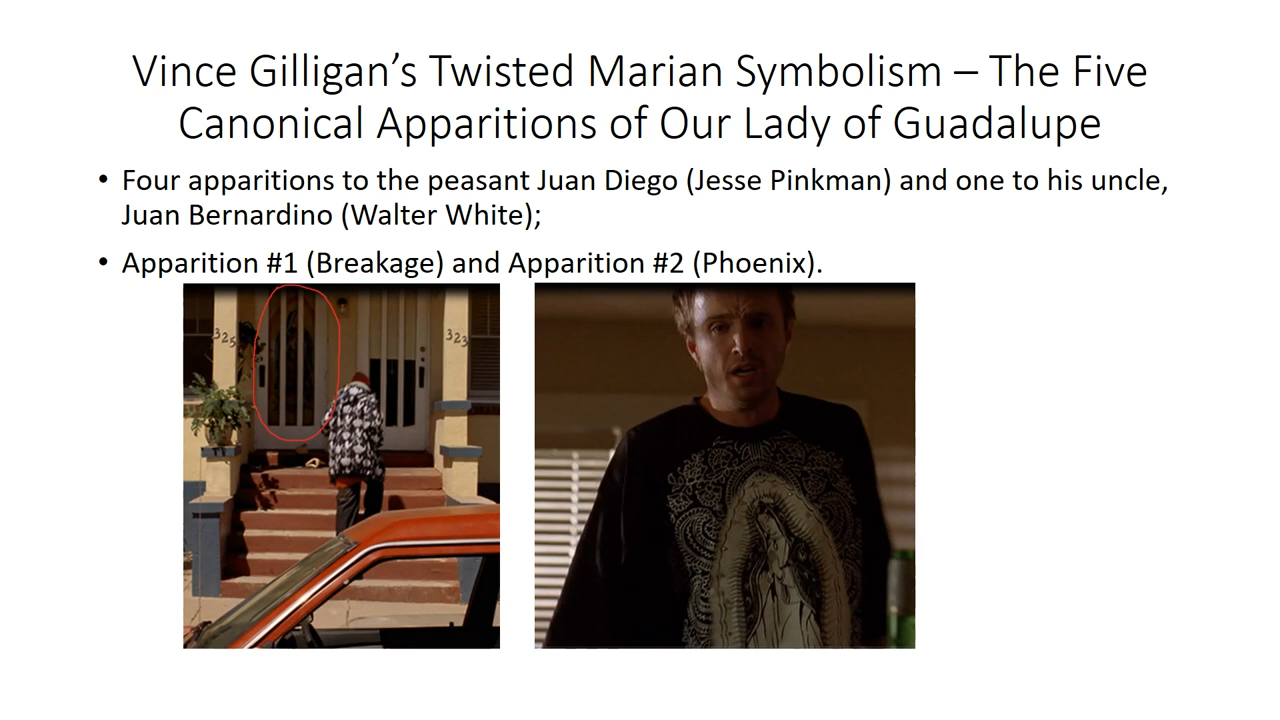 Vince Gilligan’s Twisted Marian Symbolism – The Five
Canonical Apparitions of Our Lady of Guadalupe
• Four apparitions to the peasant Juan Diego (Jesse Pinkman) and one to his uncle,
Juan Bernardino (Walter White);
• Apparition #1 (Breakage) and Apparition #2 (Phoenix).
325
323